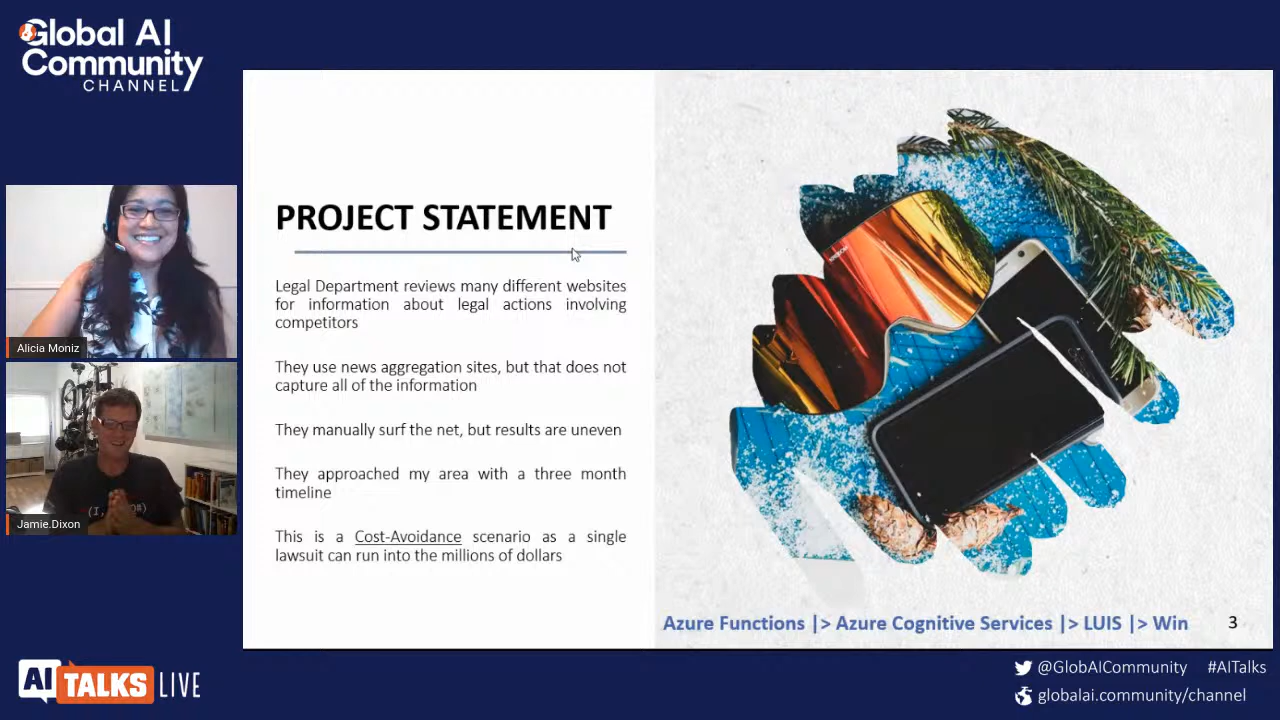 Global AI
Community
CHANNEL
Alicia Moniz
Jamie.Dixon
PROJECT STATEMENT
Legal Department reviews many different websites
for information about legal actions involving
competitors
They use news aggregation sites, but that does not
capture all of the information
They manually surf the net, but results are uneven
They approached my area with a three month
timeline
This is a Cost-Avoidance scenario as a single
lawsuit can run into the millions of dollars
Azure Functions |> Azure Cognitive Services |> LUIS |> Win
3
AI TALKS LIVE
@GlobAICommunity #AITalks
globalai.community/channel